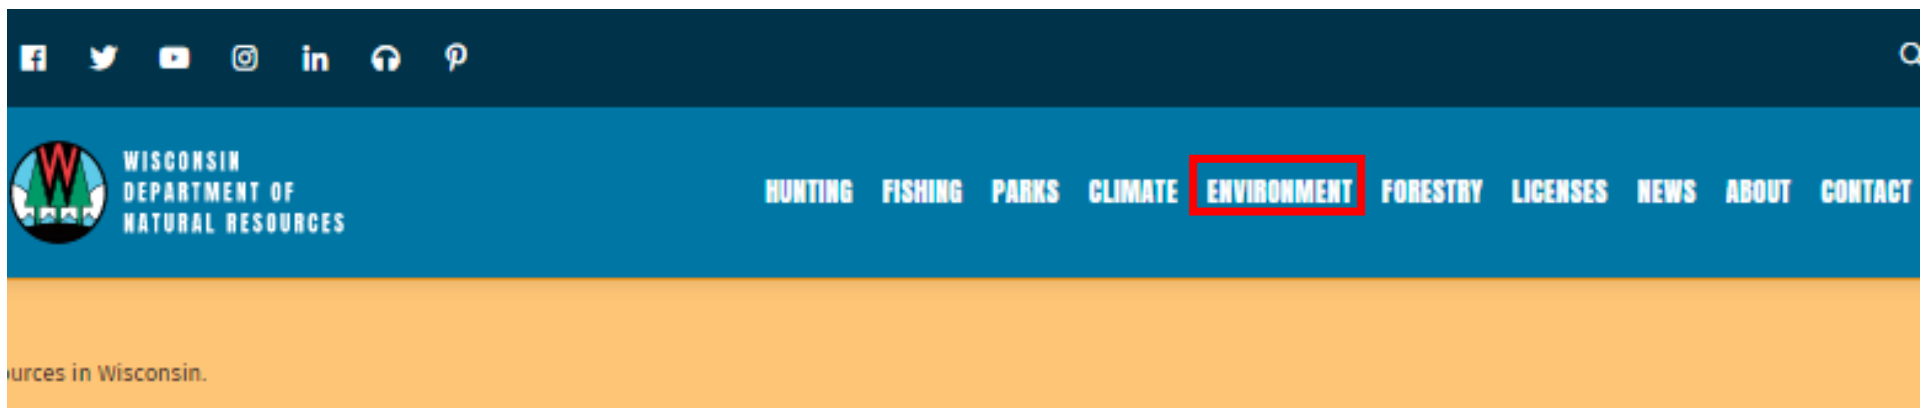 WISCONSIN
DEPARTMENT OF
NATURAL RESOURCES
HUNTING FISHING PARKS CLIMATE ENVIRONMENT FORESTRY LICENSES NEWS ABOUT CONTACT
urces in Wisconsin.